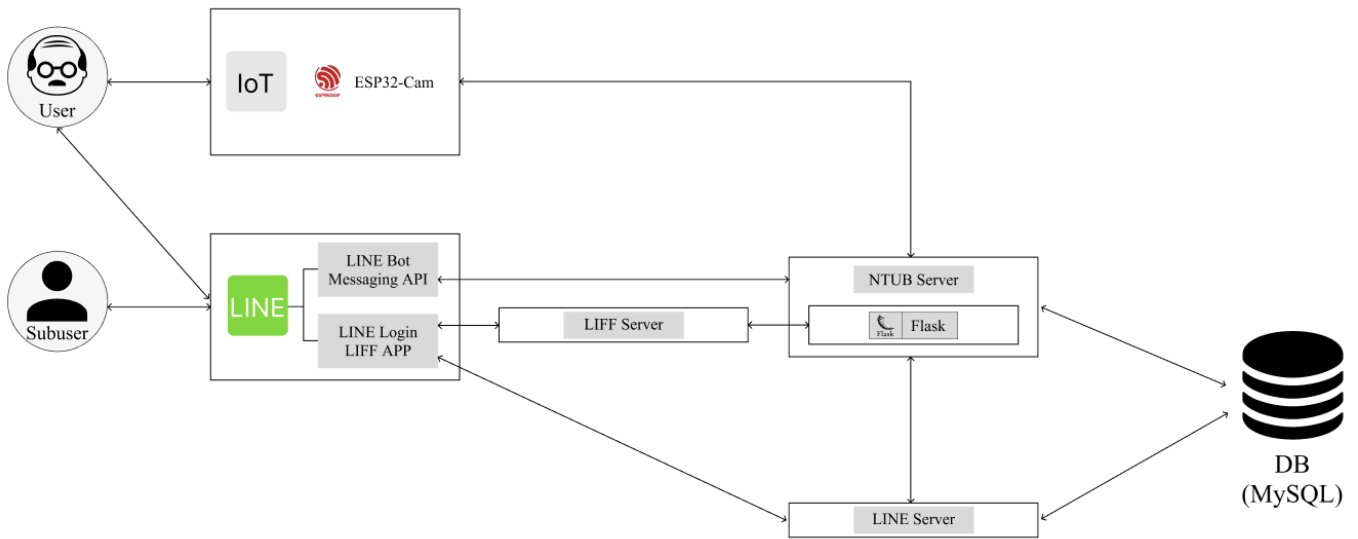 User
IoT
ESPRESSIF
ESP32-Cam
Subuser
LINE
LINE Bot
Messaging API
LINE Login
LIFF APP
LIFF Server
NTUB Server
Flask
Flask
LINE Server
DB
(MySQL)